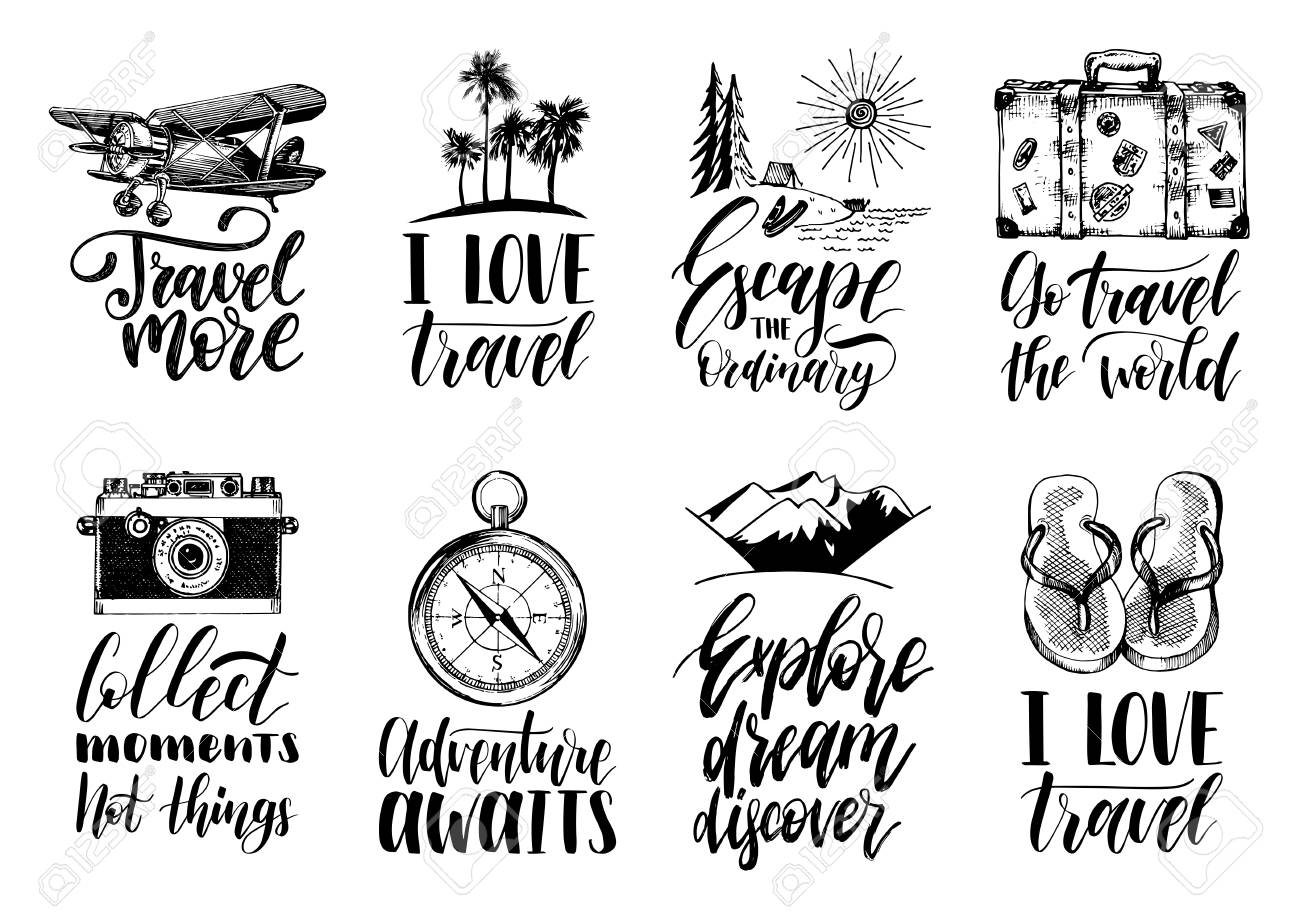 Travel
more
I LOVE
travel
Escape
THE
Ordinary
Go travel
the world
Collect
moments
Not things
N
W
E
S
Adventure
awaits
Explore
dream
discover
I LOVE
travel
123RF